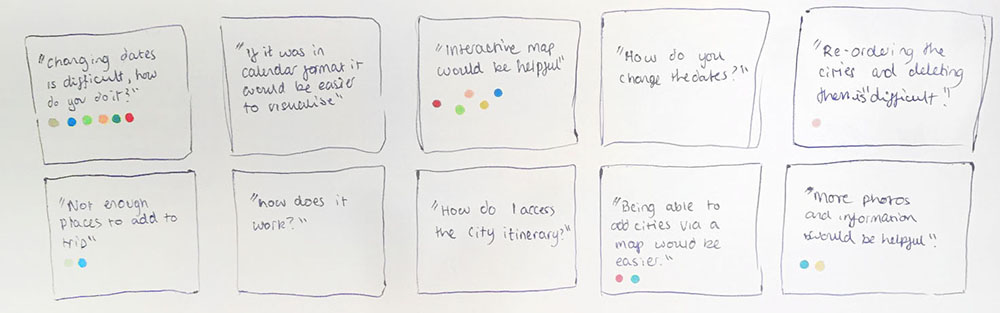 "Changing dates
is difficult, how
do you do it?"
"If it was in
calendar format it
would be easier
to visualise"
"Interactive map
would be helpful"
"How do you
change the dates?"
"Re-ordering the
cities and deleting
them is "difficult".
"Not enough
places to add to
trip"
"how does it
work?"
"How do I access
the City itinerary?"
"Being able to
add cities via a
map would be
easier."
"More photos
and information
would be helpful".